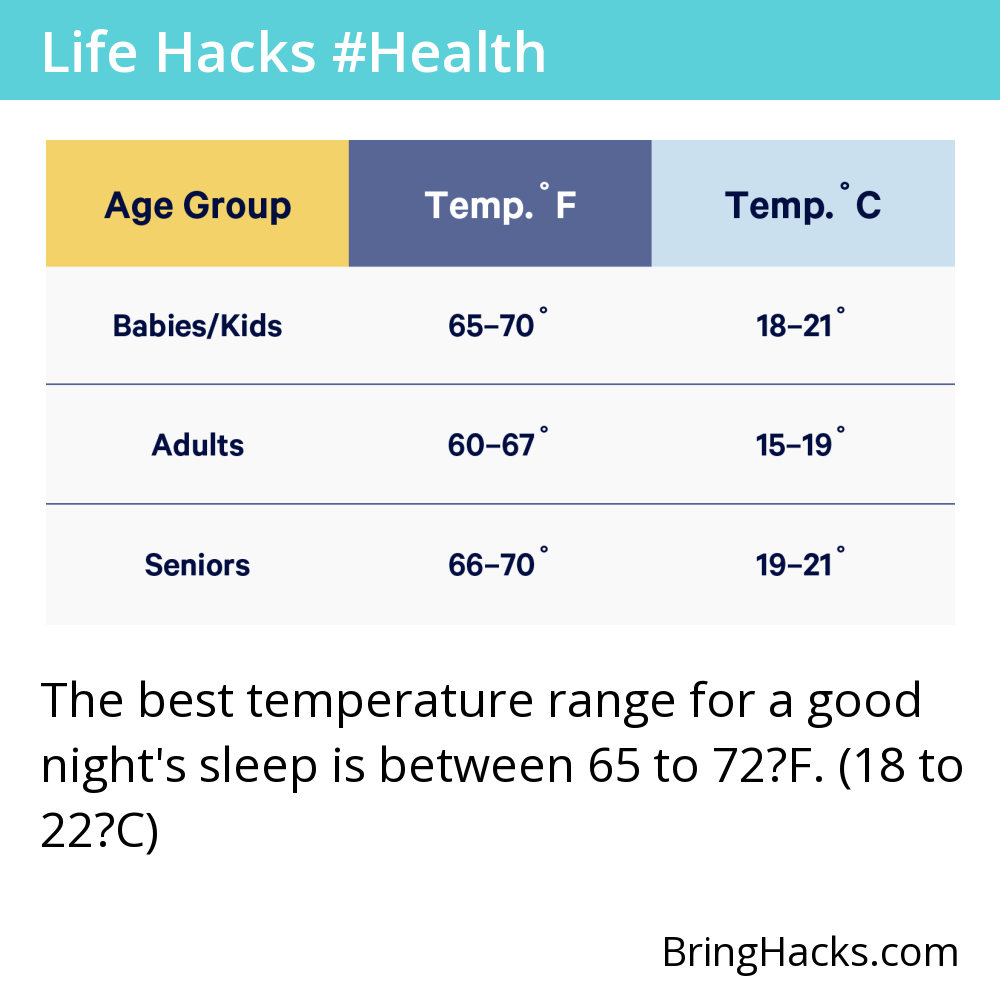 Life Hacks #Health
Age Group Temp.° F Temp.° C
Babies/Kids 65–70° 18–21°
Adults 60–67° 15–19°
Seniors 66–70° 19–21°
The best temperature range for a good
night's sleep is between 65 to 72?F. (18 to
22?C)
BringHacks.com